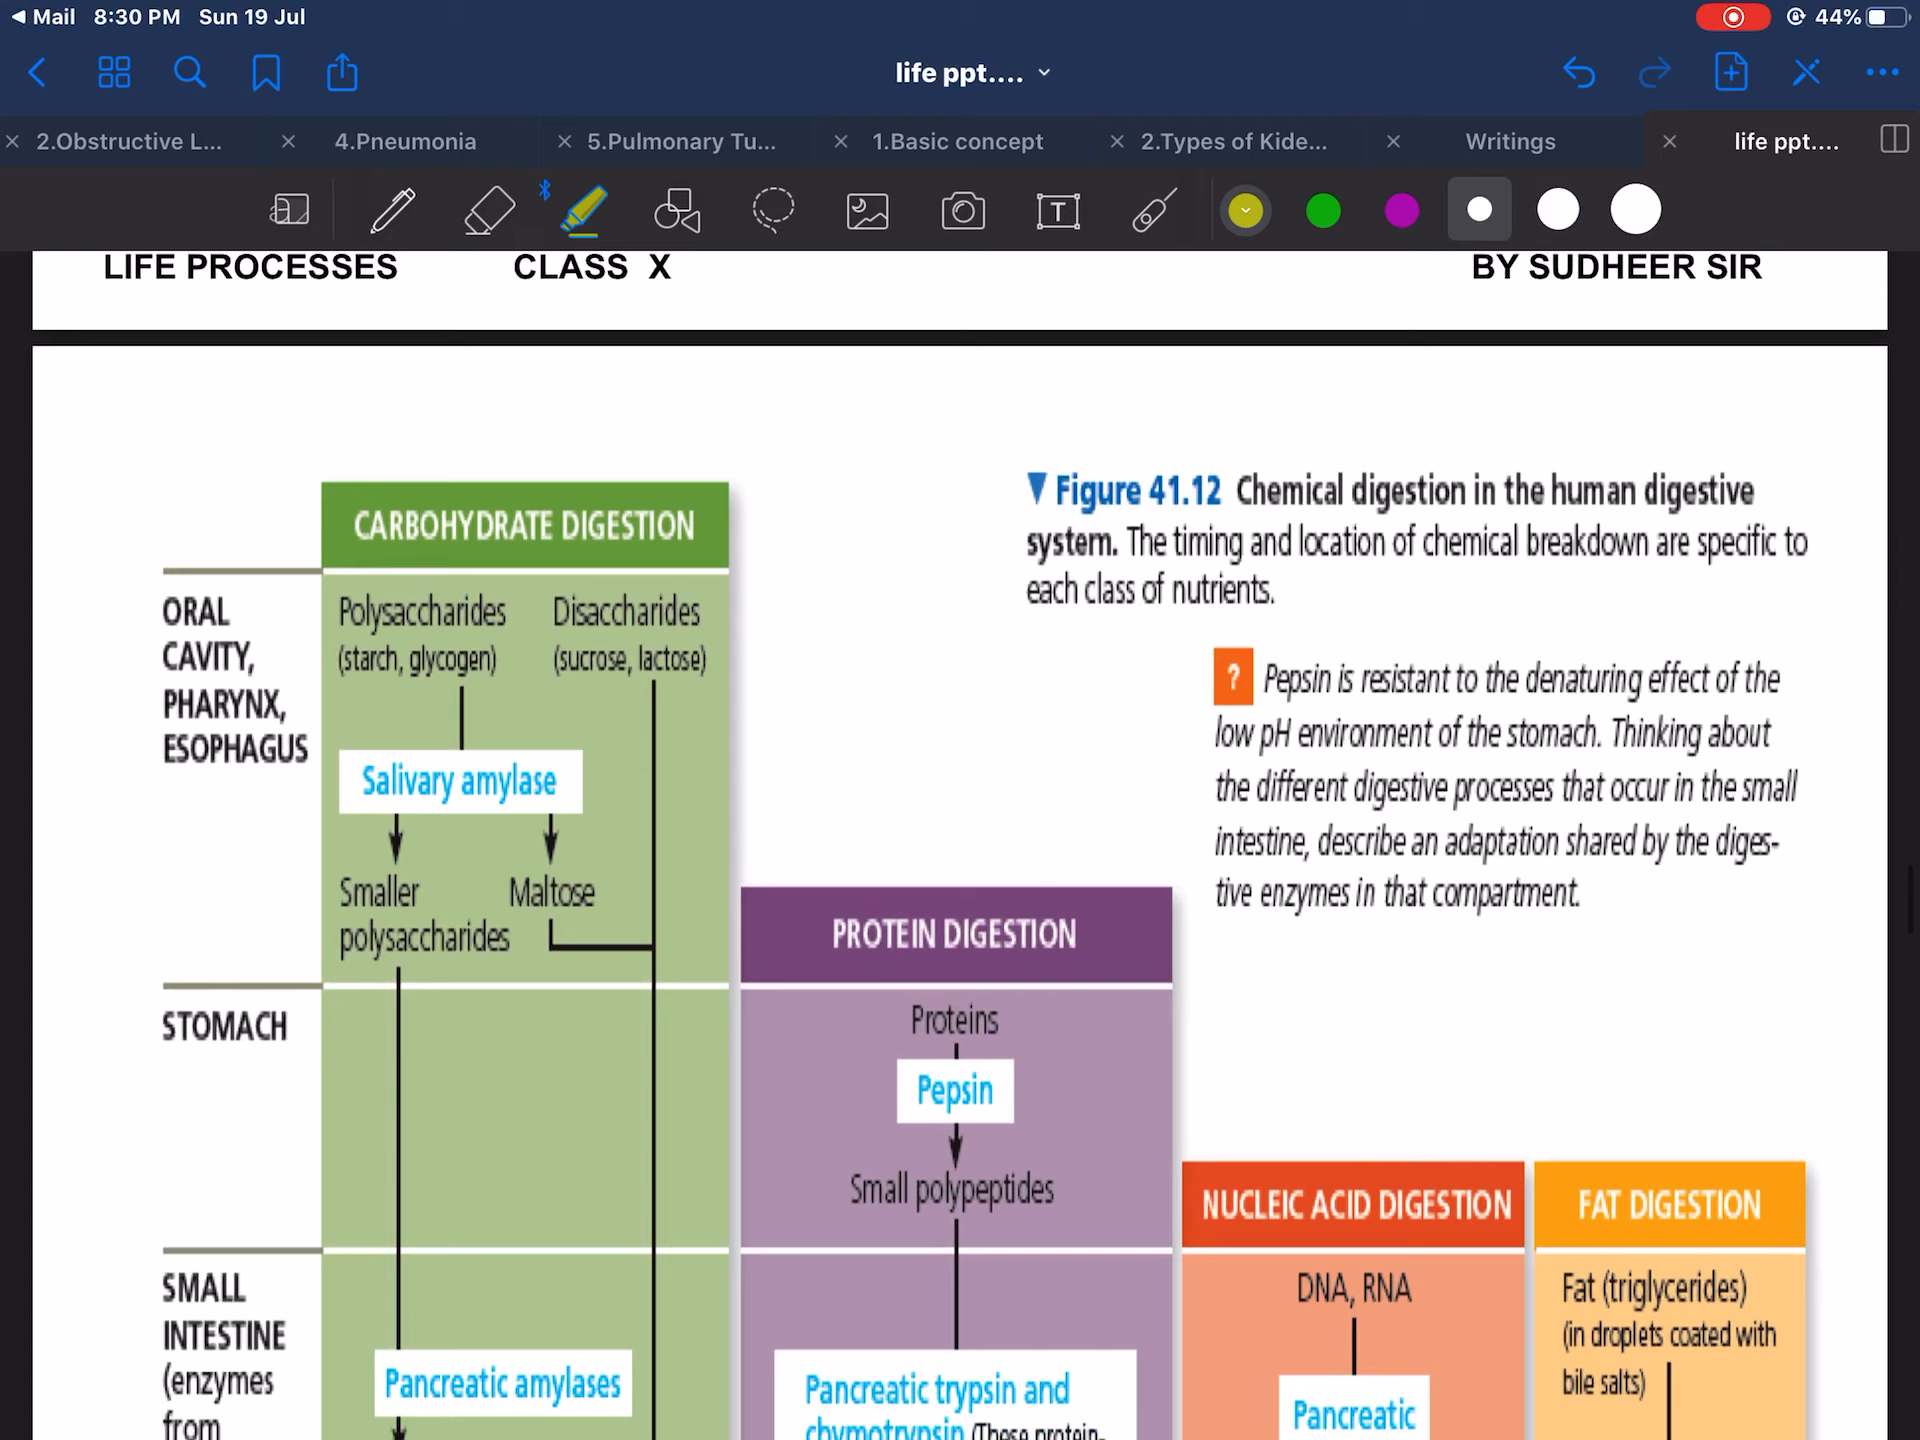 Mail 8:30 PM Sun 19 Jul 44%
life ppt....
2.Obstructive L... 4.Pneumonia 5.Pulmonary Tu... 1.Basic concept 2.Types of Kide... Writings life ppt....
LIFE PROCESSES CLASS X BY SUDHEER SIR
▼ Figure 41.12 Chemical digestion in the human digestive
system. The timing and location of chemical breakdown are specific to
each class of nutrients.
? Pepsin is resistant to the denaturing effect of the
low pH environment of the stomach. Thinking about
the different digestive processes that occur in the small
intestine, describe an adaptation shared by the diges-
tive enzymes in that compartment.
CARBOHYDRATE DIGESTION
ORAL
CAVITY,
PHARYNX,
ESOPHAGUS
Polysaccharides
(starch, glycogen)
Disaccharides
(sucrose, lactose)
Salivary amylase
Smaller
polysaccharides
Maltose
PROTEIN DIGESTION
STOMACH
Proteins
Pepsin
Small polypeptides
NUCLEIC ACID DIGESTION
FAT DIGESTION
SMALL
INTESTINE
(enzymes
from
Pancreatic amylases
Pancreatic trypsin and
chymotrypsin (These protein-
DNA, RNA
Pancreatic
Fat (triglycerides)
(in droplets coated with
bile salts)